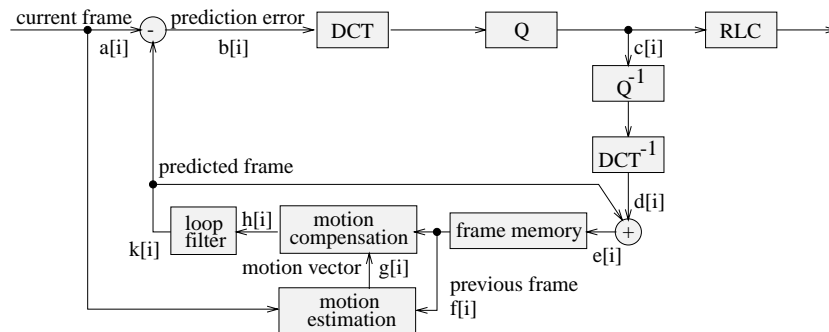 current frame
prediction error
a[i]
-
b[i]
DCT
Q
c[i]
RLC
Q-1
DCT-1
predicted frame
d[i]
loop
filter
h[i]
motion
compensation
frame memory
+
k[i]
e[i]
motion vector
g[i]
previous frame
f[i]
motion
estimation